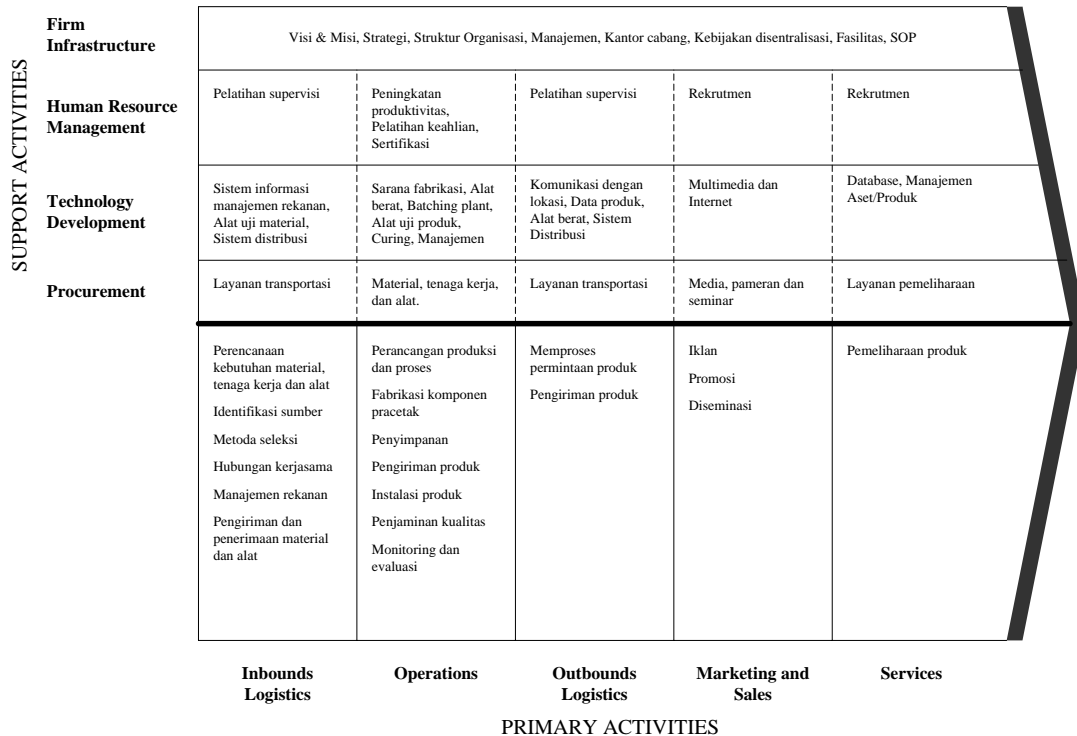 Firm
Infrastructure
Visi & Misi, Strategi, Struktur Organisasi, Manajemen, Kantor cabang, Kebijakan disentralisasi, Fasilitas, SOP
SUPPORT ACTIVITIES
Human Resource
Management
Pelatihan supervisi
Peningkatan
produktivitas,
Pelatihan keahlian,
Sertifikasi
Pelatihan supervisi
Rekrutmen
Rekrutmen
Technology
Development
Sistem informasi
manajemen rekanan,
Alat uji material,
Sistem distribusi
Sarana fabrikasi, Alat
berat, Batching plant,
Alat uji produk,
Curing, Manajemen
Komunikasi dengan
lokasi, Data produk,
Alat berat, Sistem
Distribusi
Multimedia dan
Internet
Database, Manajemen
Aset/Produk
Procurement
Layanan transportasi
Material, tenaga kerja,
dan alat.
Layanan transportasi
Media, pameran dan
seminar
Layanan pemeliharaan
Perencanaan
kebutuhan material,
tenaga kerja dan alat
Identifikasi sumber
Metoda seleksi
Hubungan kerjasama
Manajemen rekanan
Pengiriman dan
penerimaan material
dan alat
Perancangan produksi
dan proses
Fabrikasi komponen
pracetak
Penyimpanan
Pengiriman produk
Instalasi produk
Penjaminan kualitas
Monitoring dan
evaluasi
Memproses
permintaan produk
Pengiriman produk
Iklan
Promosi
Diseminasi
Pemeliharaan produk
Inbounds
Logistics
Operations
Outbounds
Logistics
Marketing and
Sales
Services
PRIMARY ACTIVITIES